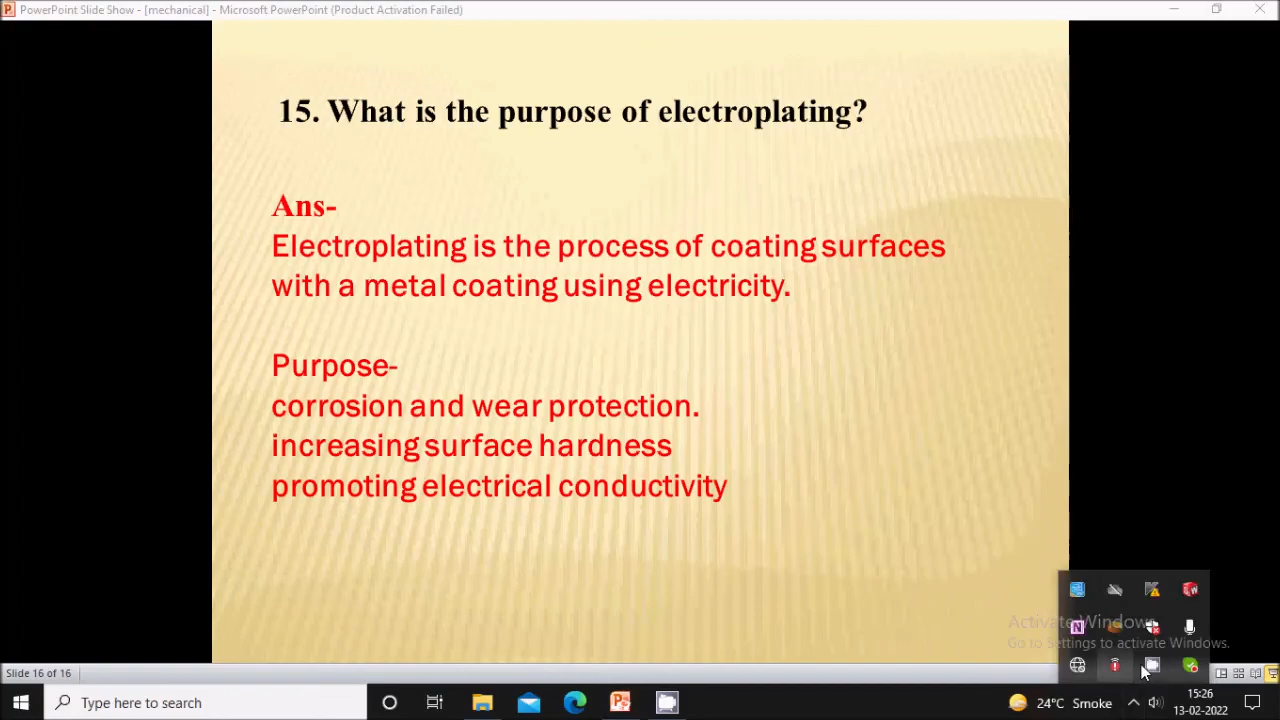 PowerPoint Slide Show - [mechanical] - Microsoft PowerPoint (Product Activation Failed)
15. What is the purpose of electroplating?
Ans-
Electroplating is the process of coating surfaces
with a metal coating using electricity.
Purpose-
corrosion and wear protection.
increasing surface hardness
promoting electrical conductivity
Activate Windows
Go to Settings to activate Windows.
Slide 16 of 16
Type here to search
24°C Smoke
15:26
13-02-2022